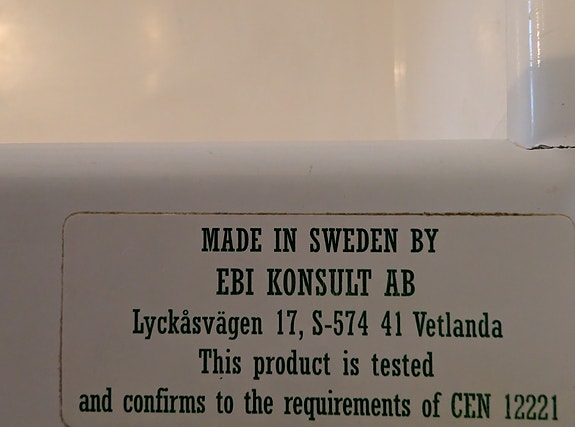 MADE IN SWEDEN BY
EBI KONSULT AB
Lyckåsvägen 17, S-574 41 Vetlanda
This product is tested
and confirms to the requirements of CEN 12221